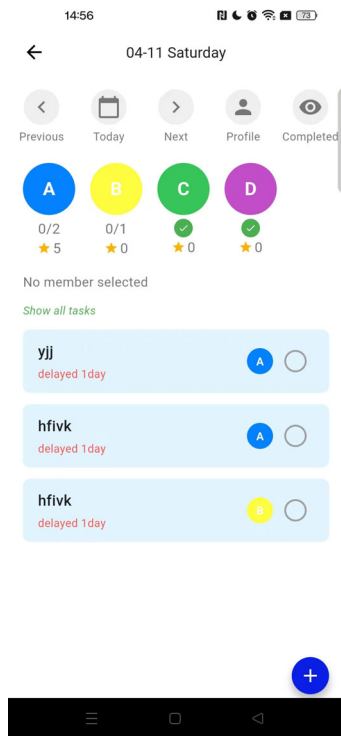 14:56
73
04-11 Saturday
Previous Today Next Profile Completed
A B C D
0/2 0/1
5 0 0 0
No member selected
Show all tasks
yjj
A
delayed 1day
hfivk
A
delayed 1day
hfivk
B
delayed 1day